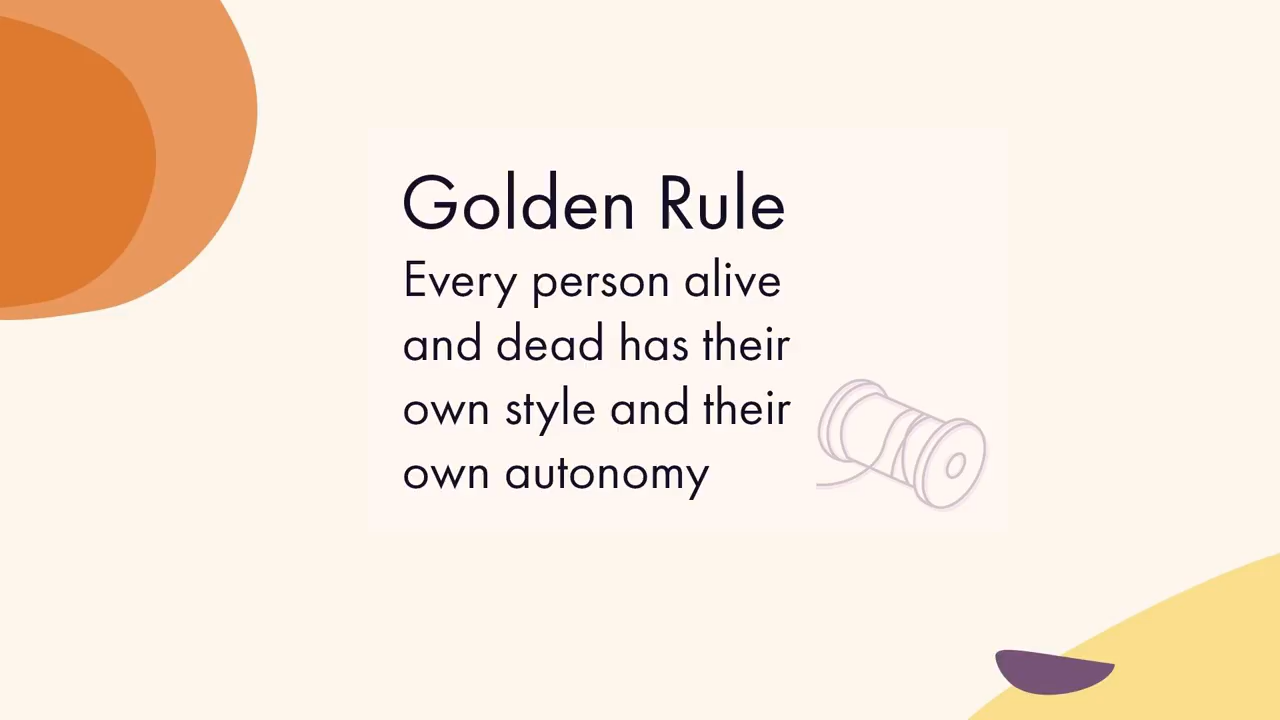 Golden Rule
Every person alive
and dead has their
own style and their
own autonomy